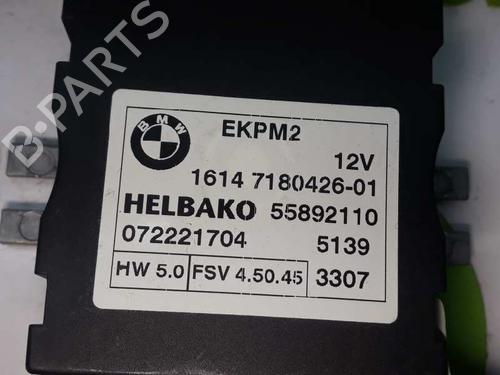 B-PARTS
BMW
EKPM2
12V
1614 7180426-01
HELBAKO 55892110
072221704 5139
HW 5.0 FSV 4.50.45 3307